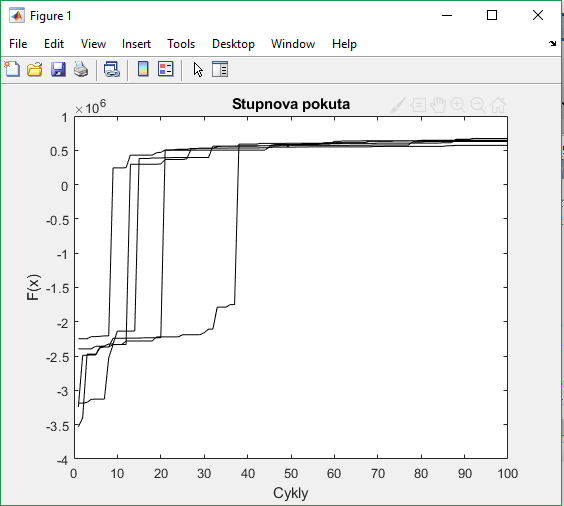 Figure 1
File Edit View Insert Tools Desktop Window Help
Stupnova pokuta
×10^6
1
0.5
0
-0.5
-1
-1.5
-2
-2.5
-3
-3.5
-4
F(x)
0 10 20 30 40 50 60 70 80 90 100
Cykly